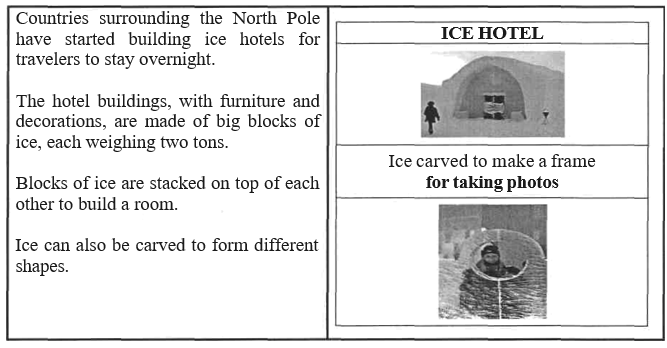 Countries surrounding the North Pole
have started building ice hotels for
travelers to stay overnight.
The hotel buildings, with furniture and
decorations, are made of big blocks of
ice, each weighing two tons.
Blocks of ice are stacked on top of each
other to build a room.
Ice can also be carved to form different
shapes.
ICE HOTEL
Ice carved to make a frame
for taking photos